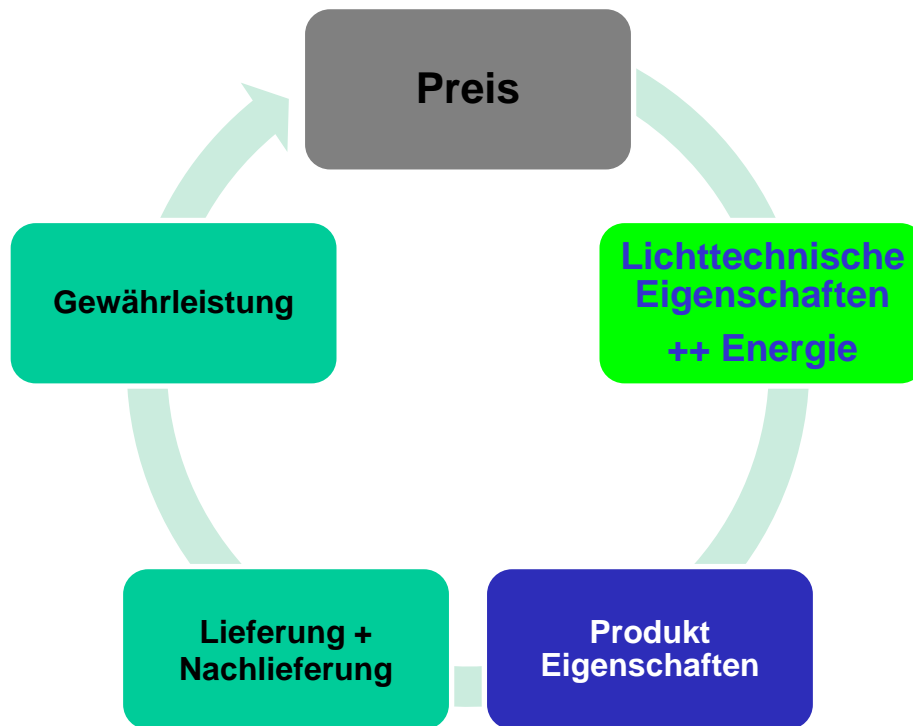 Preis
Lichttechnische
Eigenschaften
++ Energie
Produkt
Eigenschaften
Lieferung +
Nachlieferung
Gewährleistung